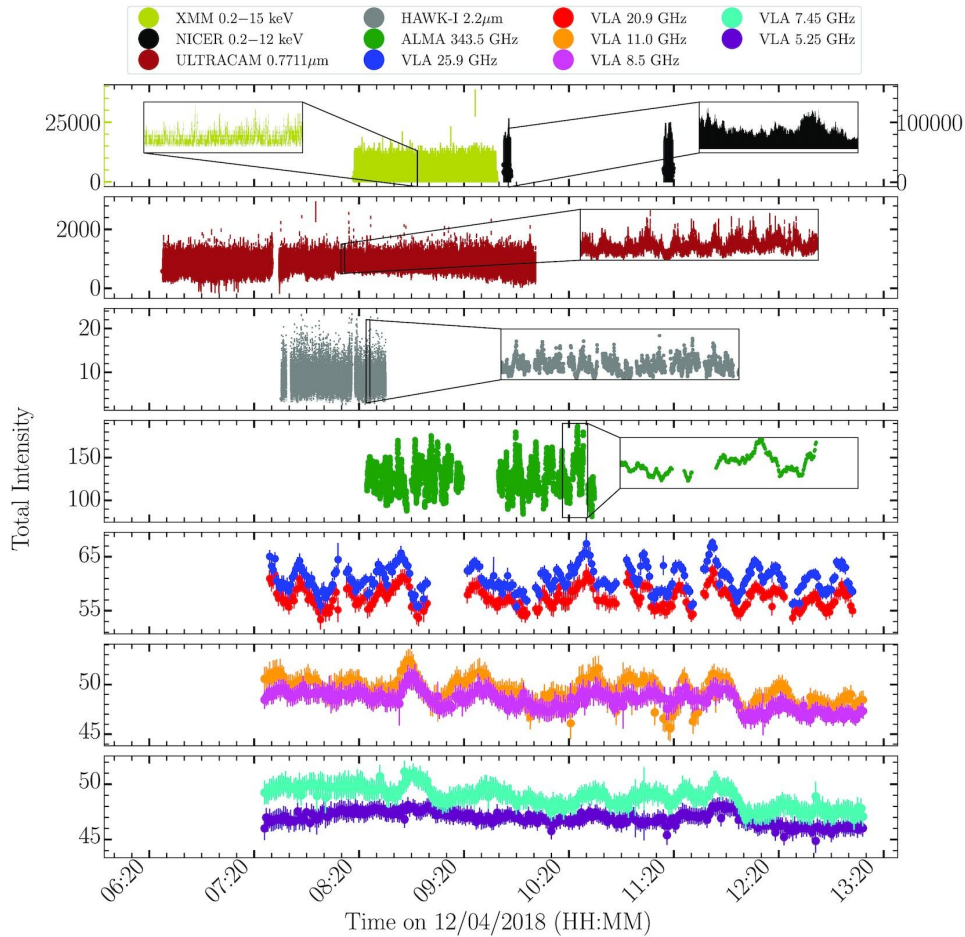 XMM 0.2−15 keV HAWK-I 2.2μm VLA 20.9 GHz VLA 7.45 GHz
NICER 0.2−12 keV ALMA 343.5 GHz VLA 11.0 GHz VLA 5.25 GHz
ULTRACAM 0.7711μm VLA 25.9 GHz VLA 8.5 GHz
25000 100000
0 0
2000
0
20
10
150
100
65
55
50
45
50
45
Total Intensity
06:20 07:20 08:20 09:20 10:20 11:20 12:20 13:20
Time on 12/04/2018 (HH:MM)